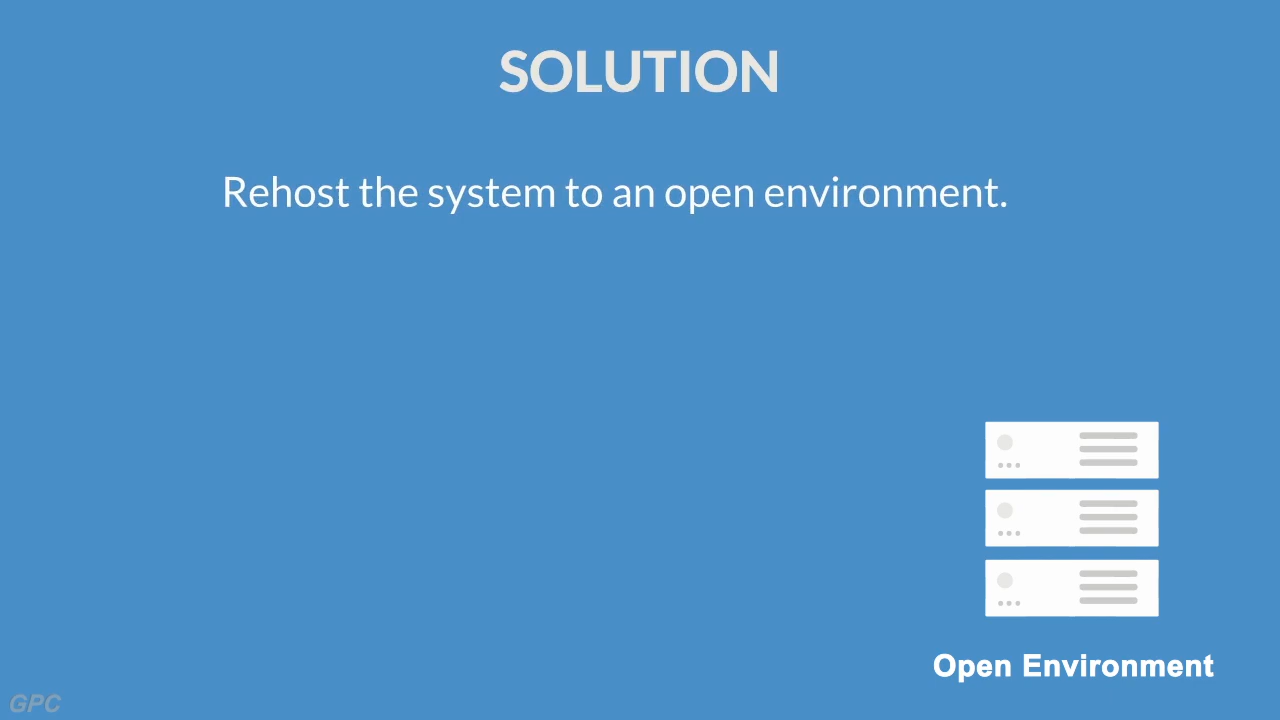 SOLUTION
Rehost the system to an open environment.
Open Environment
GPC